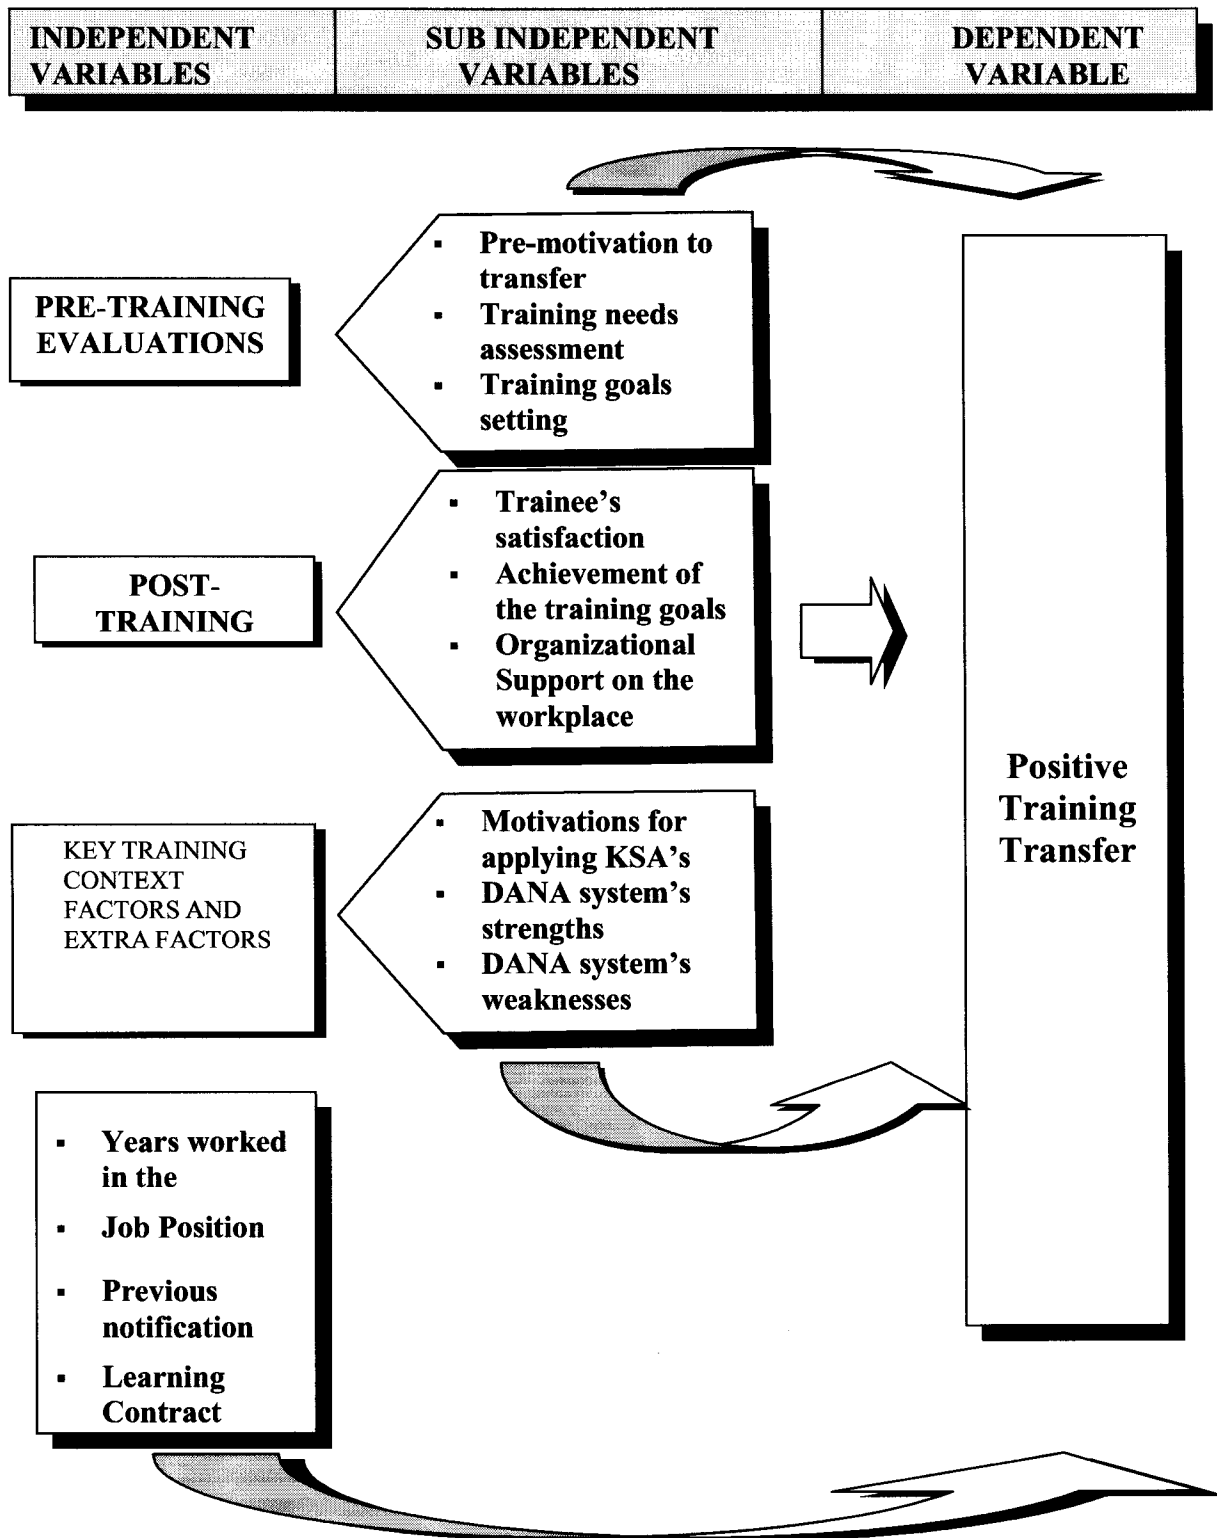 INDEPENDENT
VARIABLES
SUB INDEPENDENT
VARIABLES
DEPENDENT
VARIABLE
PRE-TRAINING
EVALUATIONS
▪ Pre-motivation to
transfer
▪ Training needs
assessment
▪ Training goals
setting
POST-
TRAINING
▪ Trainee’s
satisfaction
▪ Achievement of
the training goals
▪ Organizational
Support on the
workplace
KEY TRAINING
CONTEXT
FACTORS AND
EXTRA FACTORS
▪ Motivations for
applying KSA’s
▪ DANA system’s
strengths
▪ DANA system’s
weaknesses
▪ Years worked
in the
▪ Job Position
▪ Previous
notification
▪ Learning
Contract
Positive
Training
Transfer